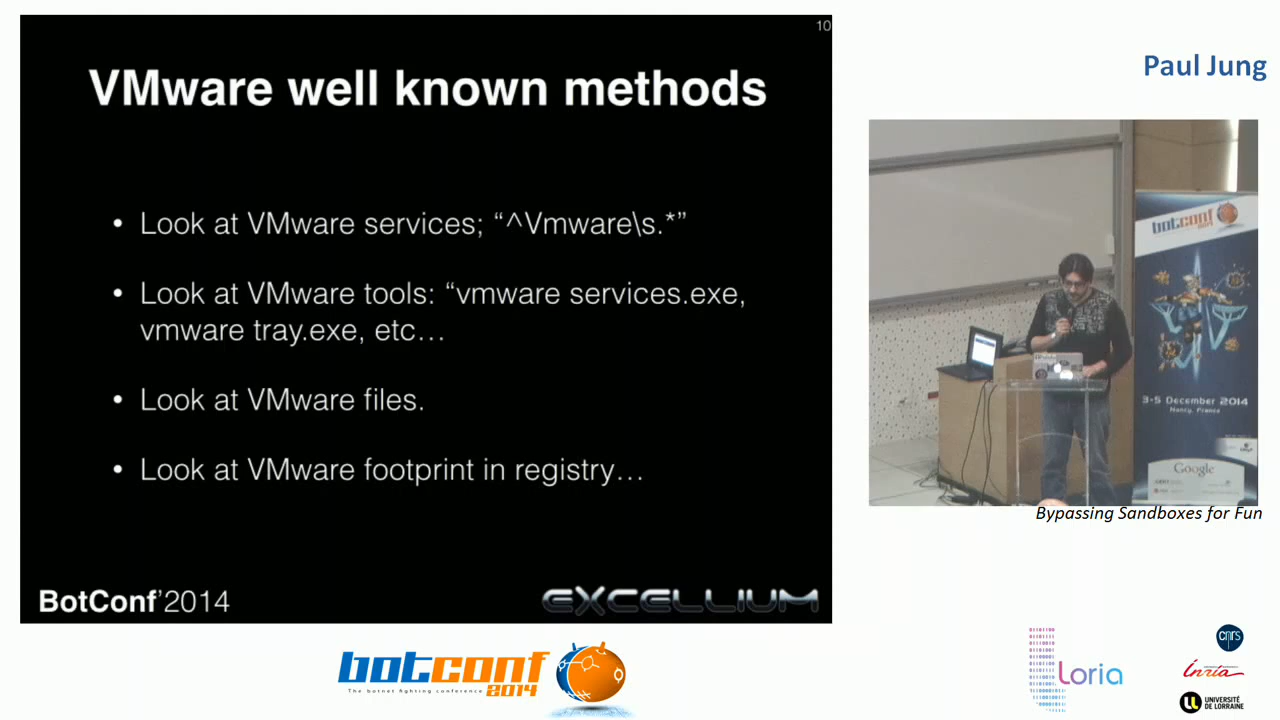 10
VMware well known methods
• Look at VMware services; “^Vmware\s.*”
• Look at VMware tools: “vmware services.exe,
vmware tray.exe, etc…
• Look at VMware files.
• Look at VMware footprint in registry…
BotConf’2014
EXCELLIUM
Paul Jung
botconf
2014
3-5 December 2014
Nancy, France
Google
Bypassing Sandboxes for Fun
botconf
The botnet fighting conference 2014
Loria
cnrs
Inria
UNIVERSITÉ
DE LORRAINE